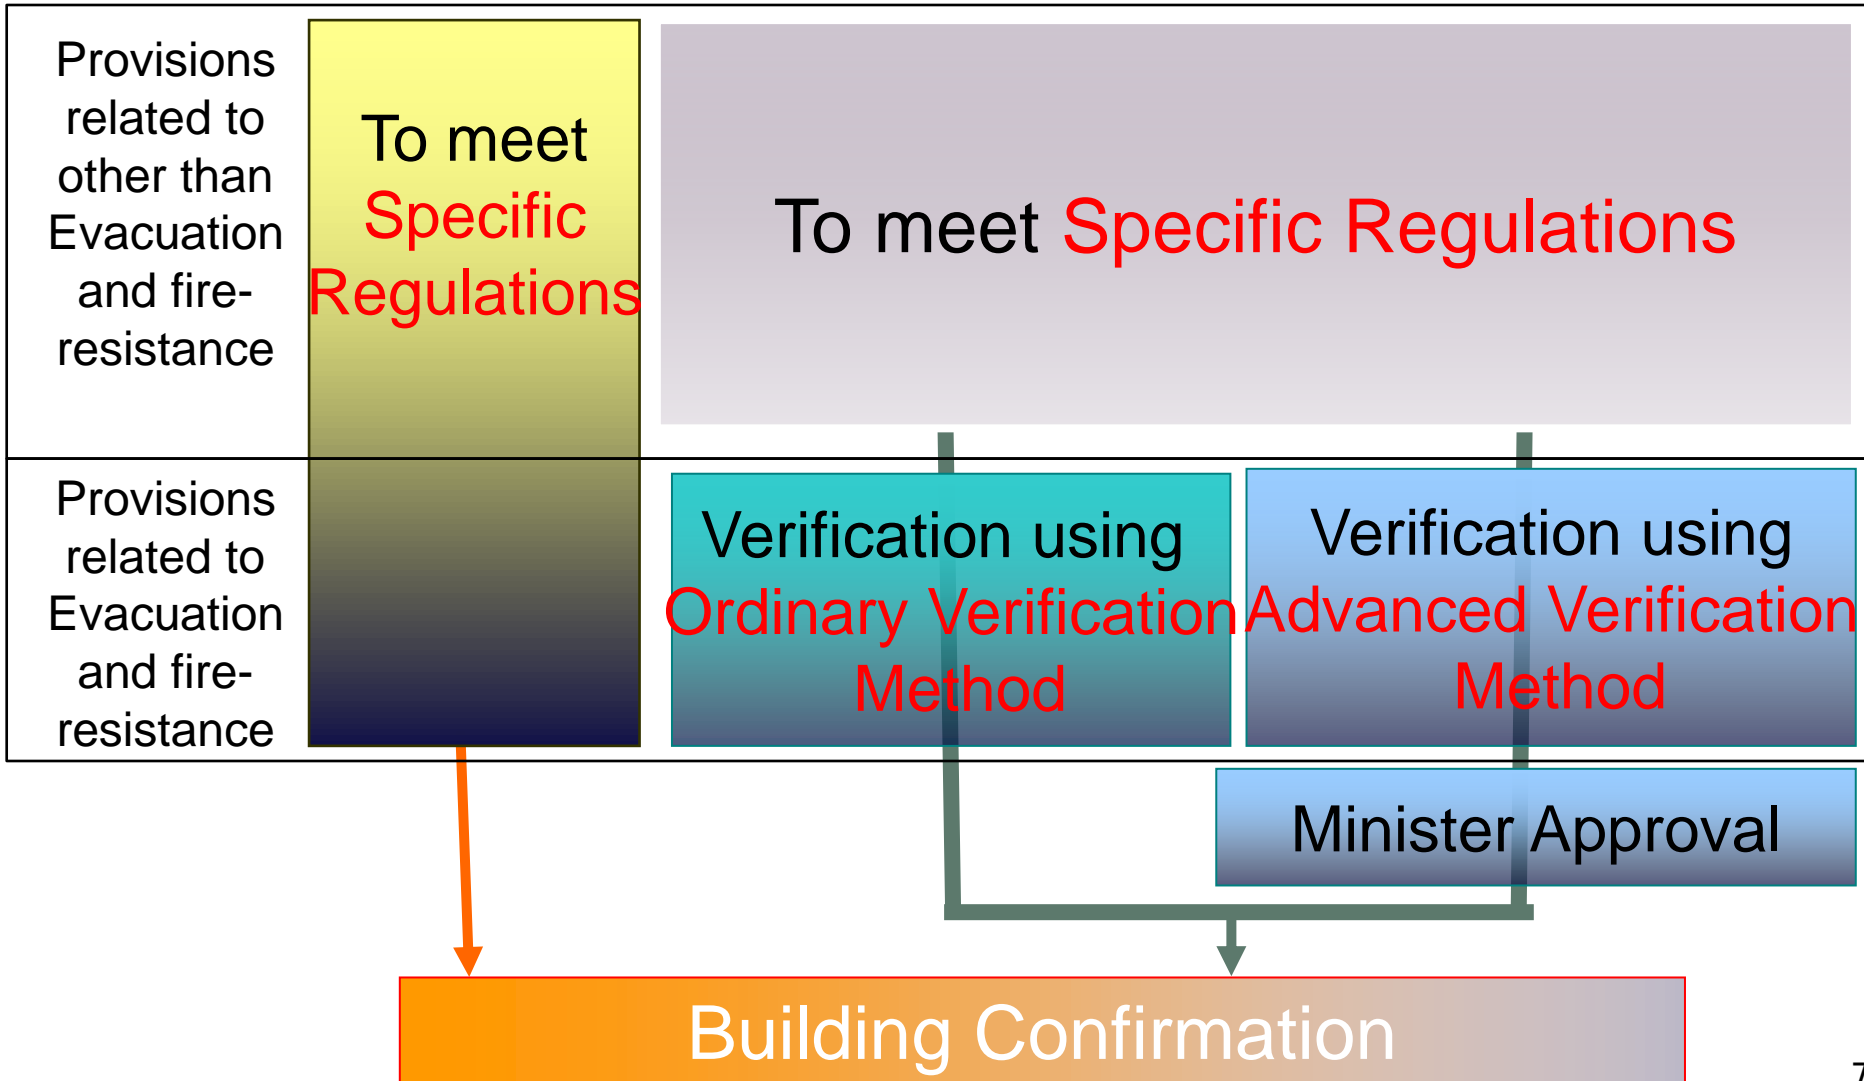 Provisions
related to
other than
Evacuation
and fire-
resistance
To meet
Specific
Regulations
To meet Specific Regulations
Provisions
related to
Evacuation
and fire-
resistance
Verification using
Ordinary Verification
Method
Verification using
Advanced Verification
Method
Minister Approval
Building Confirmation
7